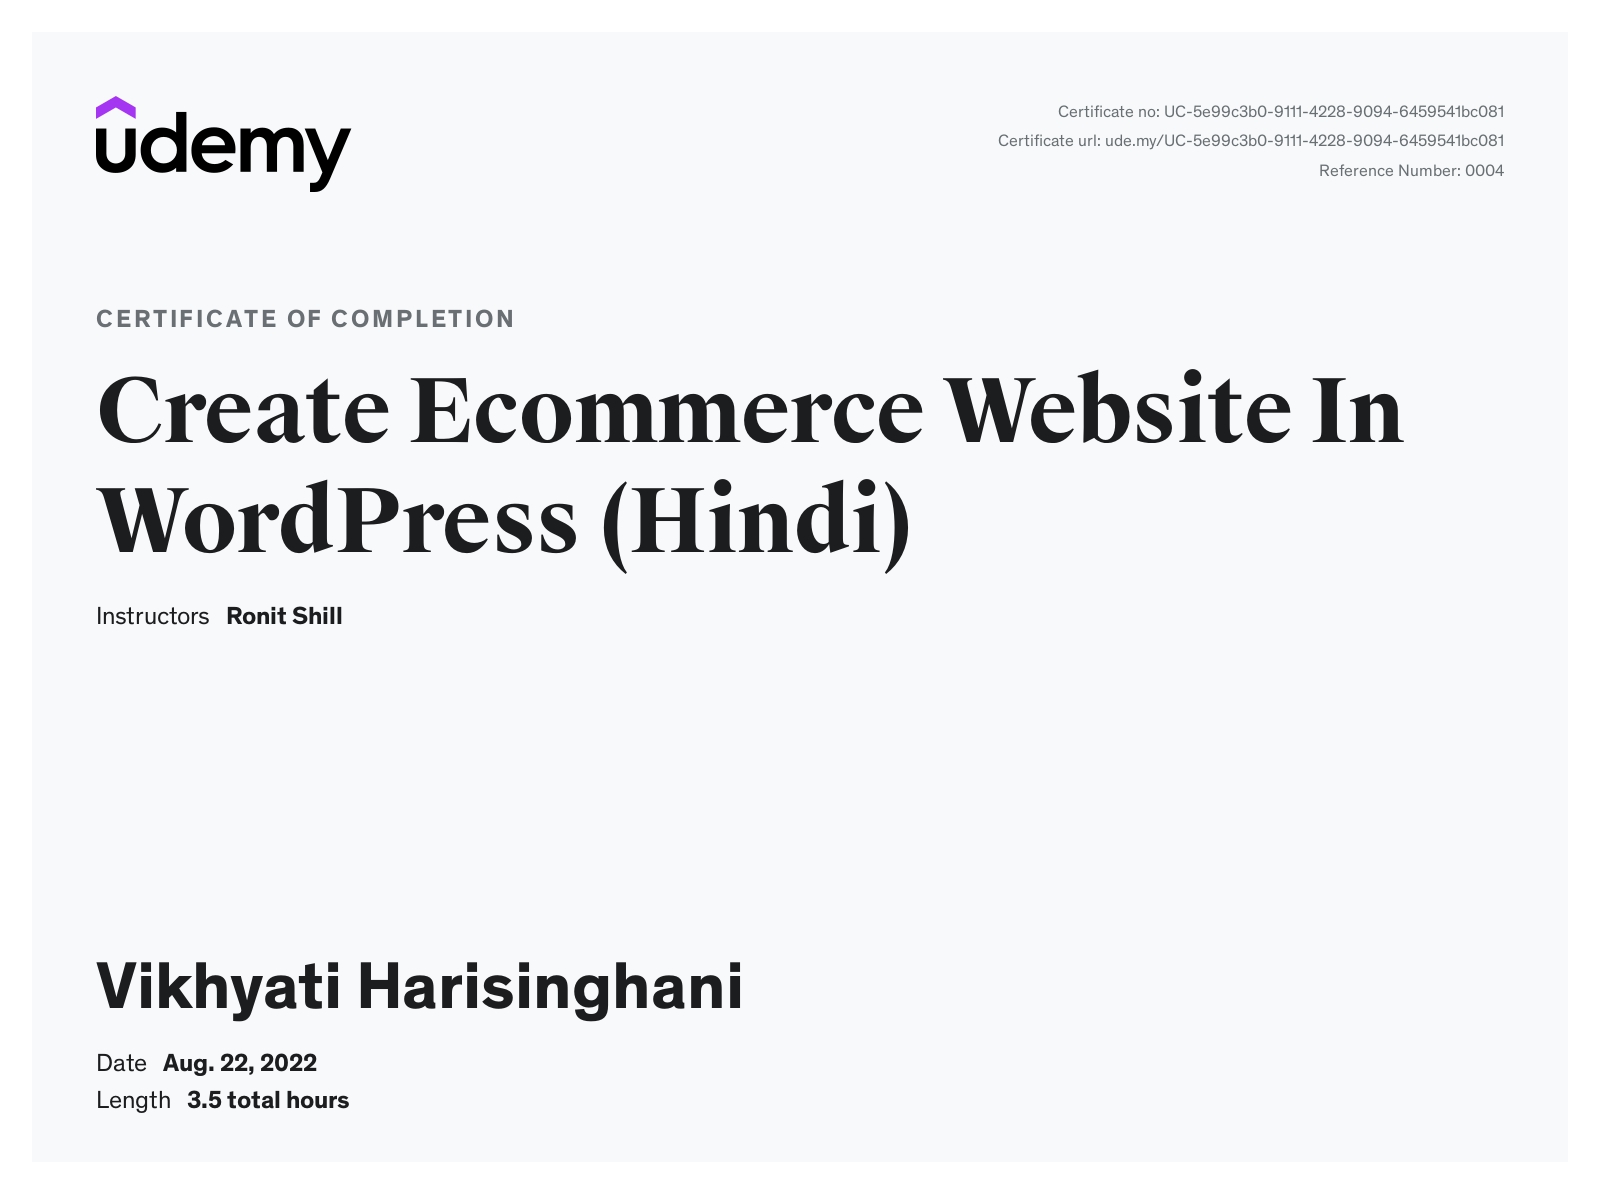 udemy
Certificate no: UC-5e99c3b0-9111-4228-9094-6459541bc081
Certificate url: ude.my/UC-5e99c3b0-9111-4228-9094-6459541bc081
Reference Number: 0004
CERTIFICATE OF COMPLETION
Create Ecommerce Website In
WordPress (Hindi)
Instructors Ronit Shill
Vikhyati Harisinghani
Date Aug. 22, 2022
Length 3.5 total hours